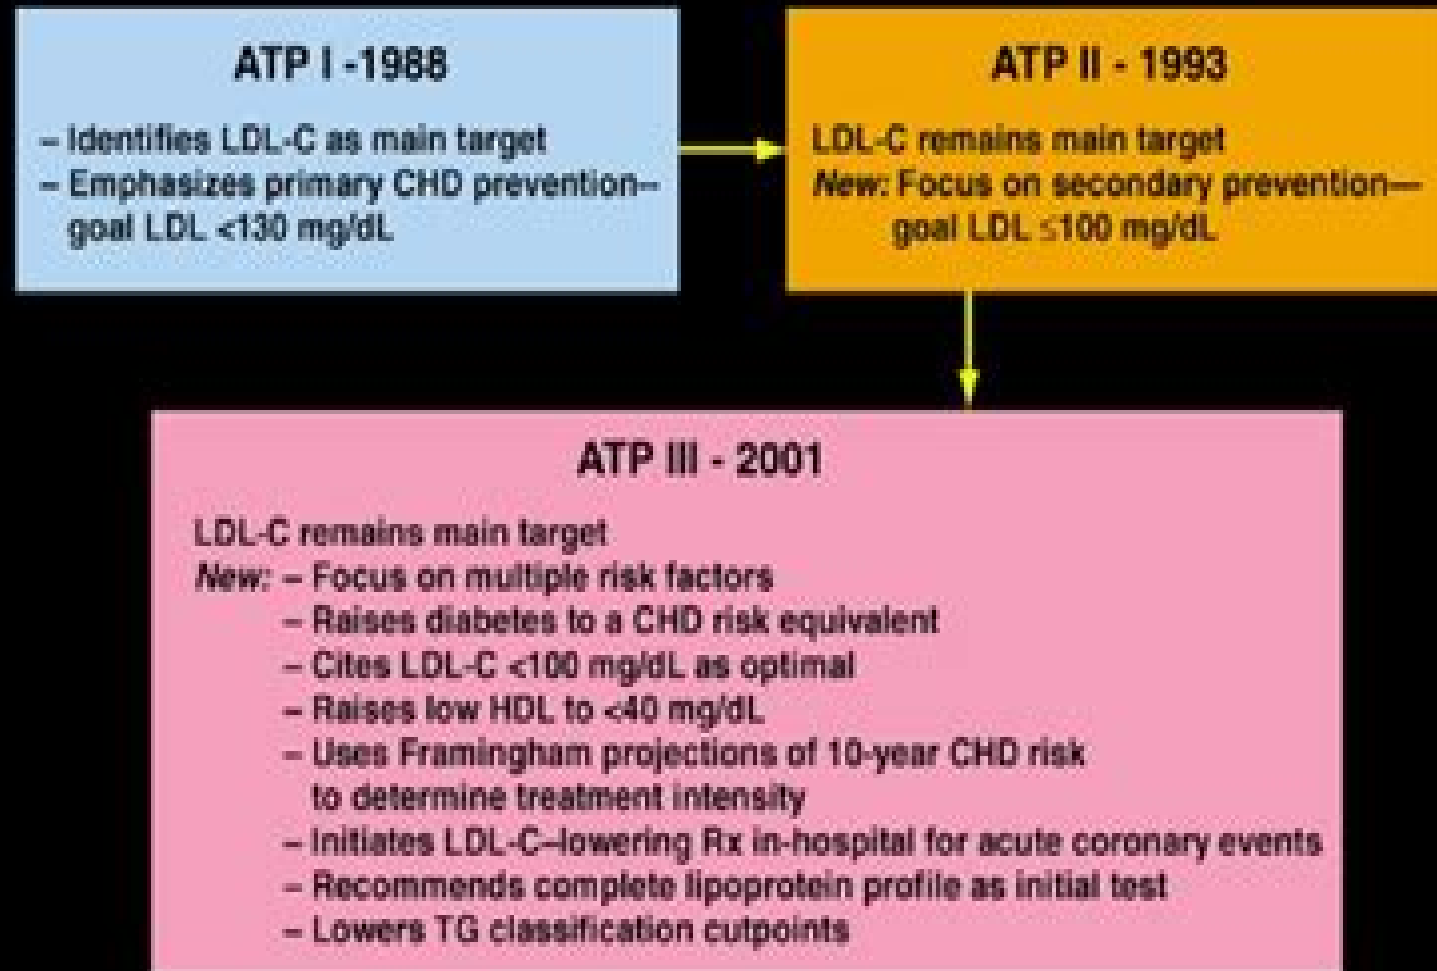 ATP I -1988
– Identifies LDL-C as main target
– Emphasizes primary CHD prevention–
goal LDL <130 mg/dL
ATP II - 1993
LDL-C remains main target
New: Focus on secondary prevention—
goal LDL ≤100 mg/dL
ATP III - 2001
LDL-C remains main target
New: – Focus on multiple risk factors
– Raises diabetes to a CHD risk equivalent
– Cites LDL-C <100 mg/dL as optimal
– Raises low HDL to <40 mg/dL
– Uses Framingham projections of 10-year CHD risk
to determine treatment intensity
– Initiates LDL-C–lowering Rx in-hospital for acute coronary events
– Recommends complete lipoprotein profile as initial test
– Lowers TG classification cutpoints